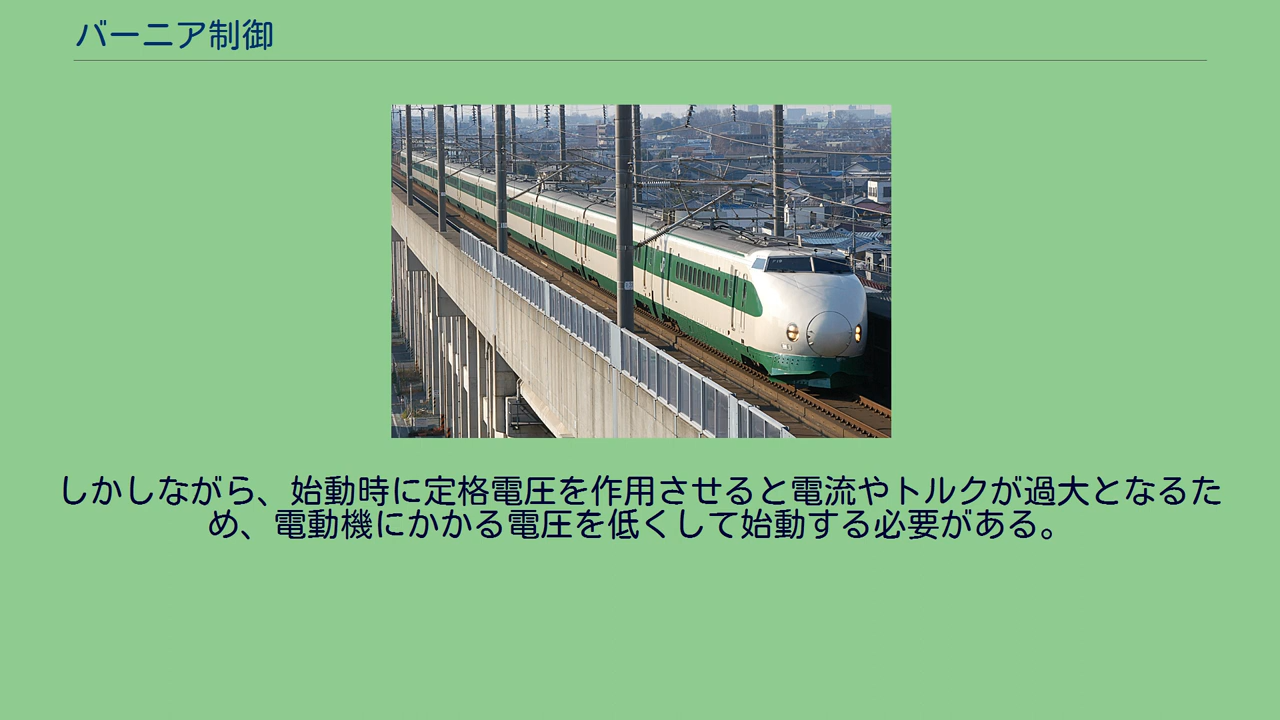 バーニア制御
しかしながら、始動時に定格電圧を作用させると電流やトルクが過大となるた
め、電動機にかかる電圧を低くして始動する必要がある。